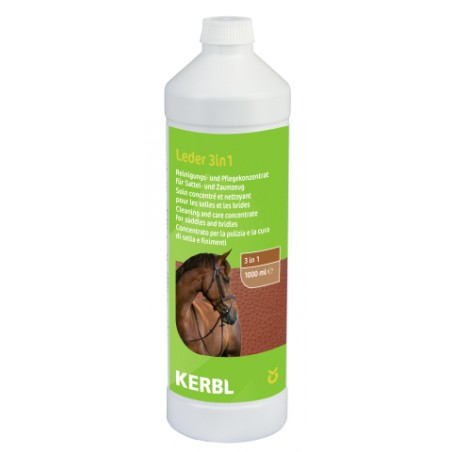 Leder 3in1
Reinigungs- und Pflegekonzentrat
für Sattel- und Zaumzeug
Soin concentré et nettoyant
pour les selles et les brides
Cleaning and care concentrate
for saddles and bridles
Concentrato per la pulizia e la cura
di sella e finimenti
3 in 1
1000 ml ℮
KERBL